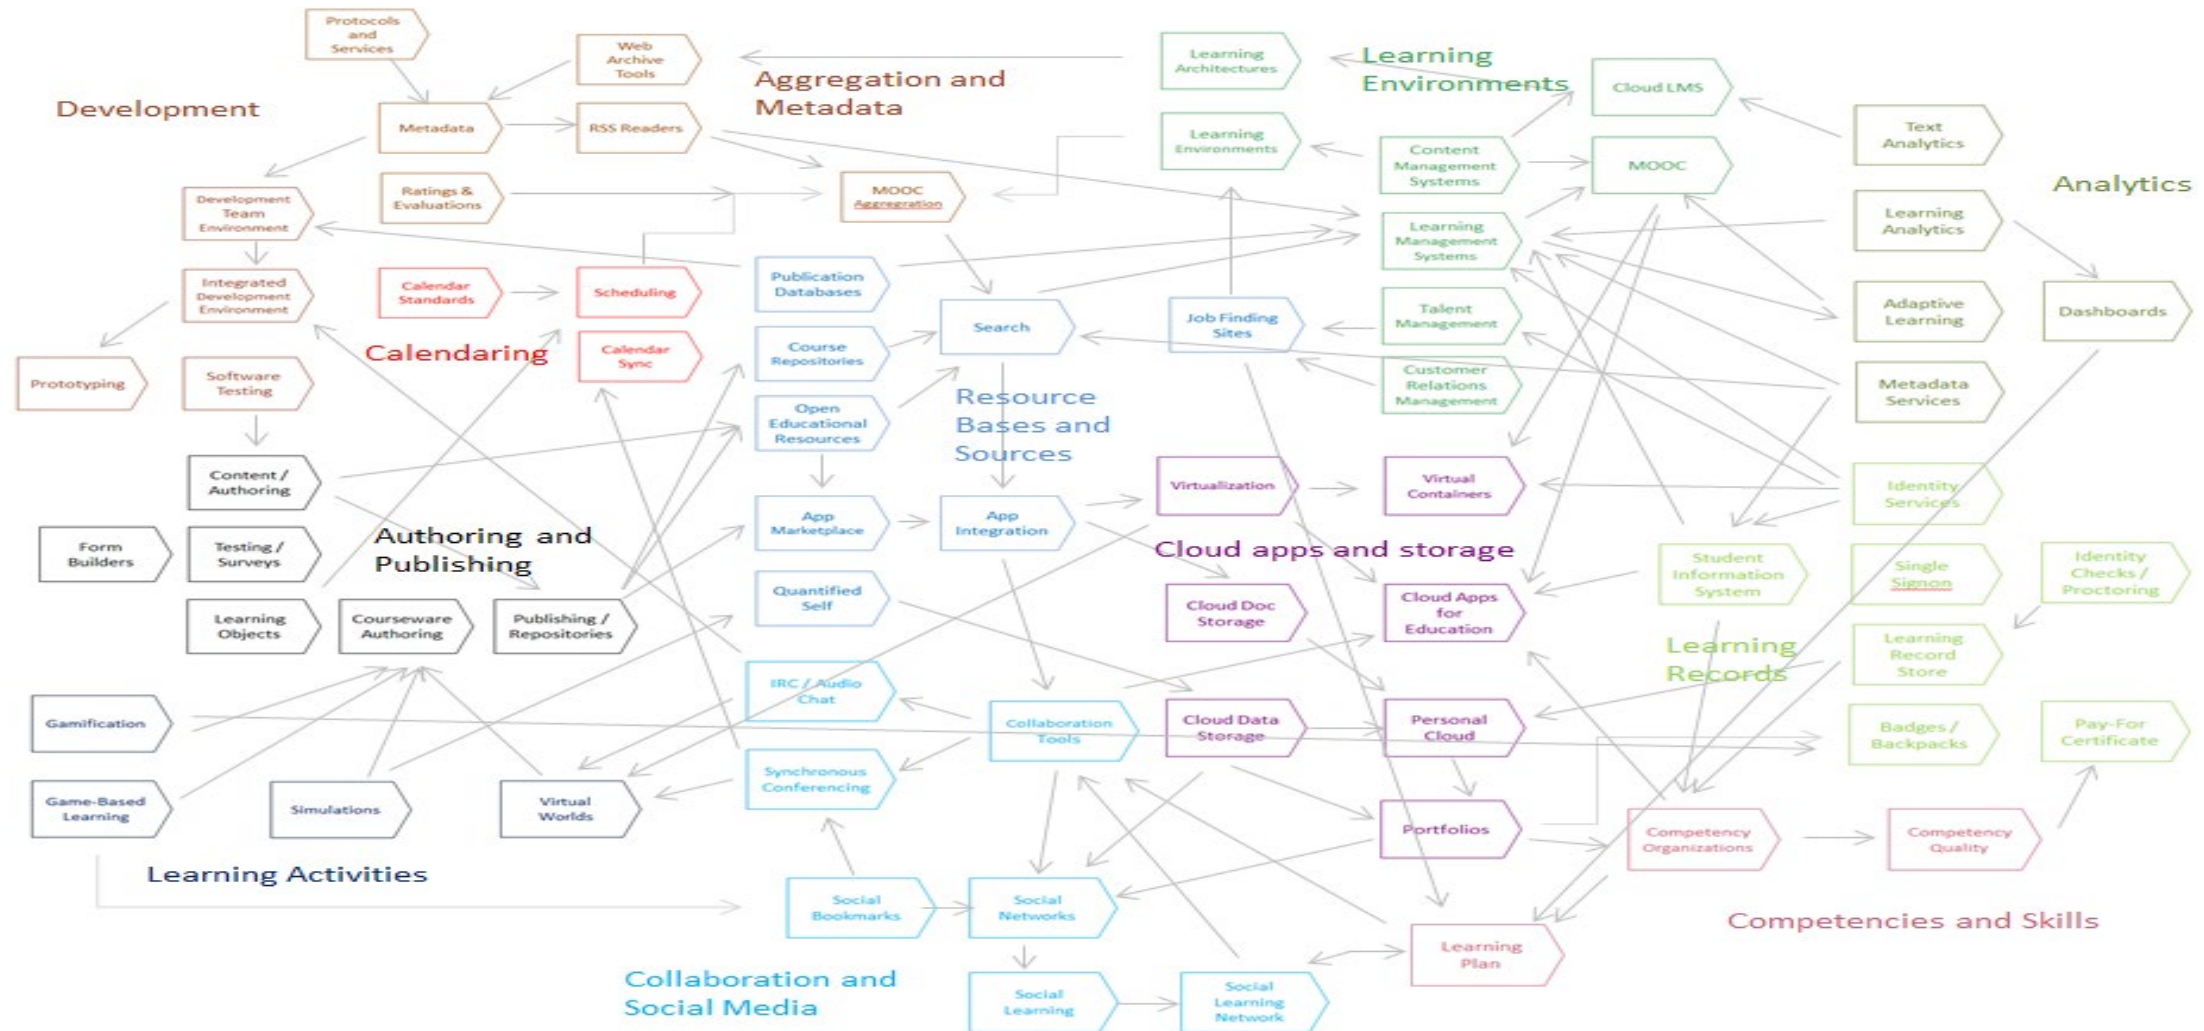 Protocols
and
Services
Web
Archive
Tools
Aggregation and
Metadata
Learning
Architectures
Learning
Environments
Cloud LMS
Development
Metadata
RSS Readers
Learning
Environments
Content
Management
Systems
MOOC
Text
Analytics
Analytics
Development
Team
Environment
Ratings &
Evaluations
MOOC
Aggregration
Learning
Management
Systems
Learning
Analytics
Integrated
Development
Environment
Calendar
Standards
Scheduling
Publication
Databases
Search
Job Finding
Sites
Talent
Management
Adaptive
Learning
Dashboards
Calendaring
Calendar
Sync
Course
Repositories
Prototyping
Software
Testing
Customer
Relations
Management
Metadata
Services
Open
Educational
Resources
Resource
Bases and
Sources
Content /
Authoring
Virtualization
Virtual
Containers
Identity
Services
App
Marketplace
App
Integration
Authoring and
Publishing
Cloud apps and storage
Form
Builders
Testing /
Surveys
Student
Information
System
Single
Signon
Identity
Checks /
Proctoring
Quantified
Self
Cloud Doc
Storage
Cloud Apps
for
Education
Learning
Objects
Courseware
Authoring
Publishing /
Repositories
Learning
Records
Learning
Record
Store
IRC / Audio
Chat
Gamification
Collaboration
Tools
Cloud Data
Storage
Personal
Cloud
Badges /
Backpacks
Pay-For
Certificate
Synchronous
Conferencing
Game-Based
Learning
Simulations
Virtual
Worlds
Portfolios
Competency
Organizations
Competency
Quality
Learning Activities
Social
Bookmarks
Social
Networks
Competencies and Skills
Learning
Plan
Collaboration and
Social Media
Social
Learning
Social
Learning
Network